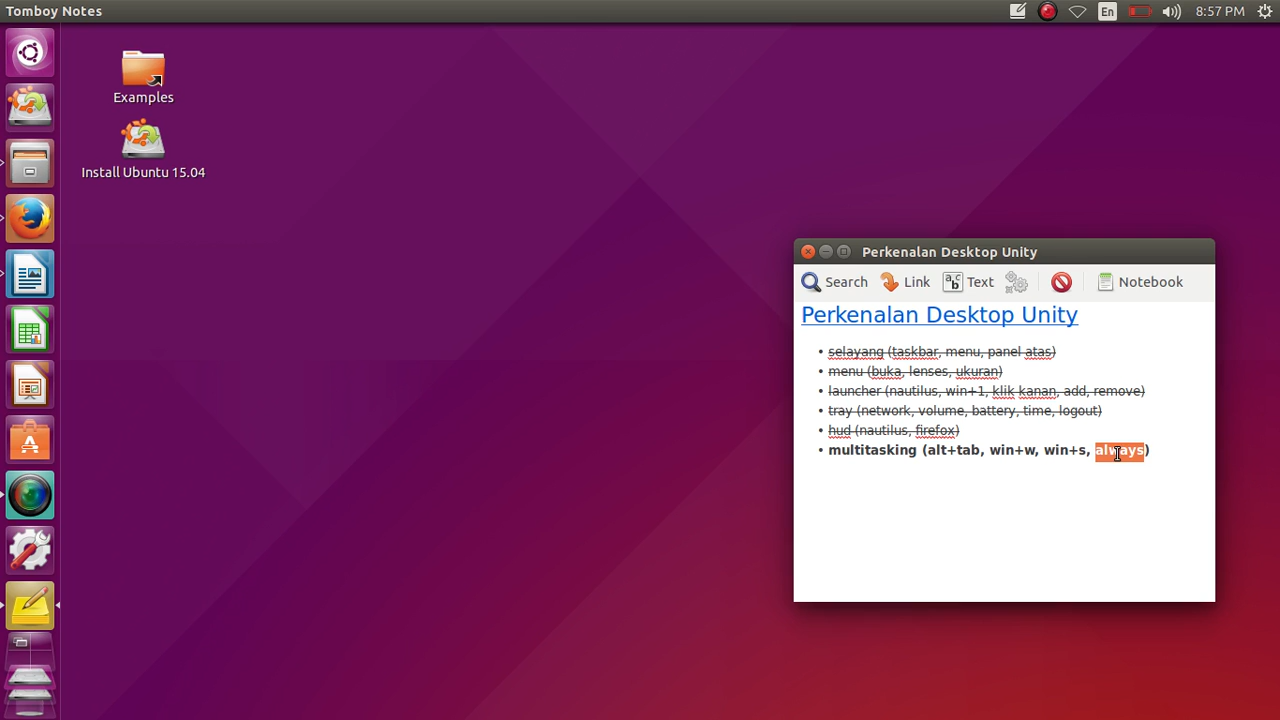 Tomboy Notes
En
8:57 PM
Examples
Install Ubuntu 15.04
Perkenalan Desktop Unity
Search Link Text Notebook
Perkenalan Desktop Unity
• selayang (taskbar, menu, panel atas)
• menu (buka, lenses, ukuran)
• launcher (nautilus, win+1, klik kanan, add, remove)
• tray (network, volume, battery, time, logout)
• hud (nautilus, firefox)
• multitasking (alt+tab, win+w, win+s, always)